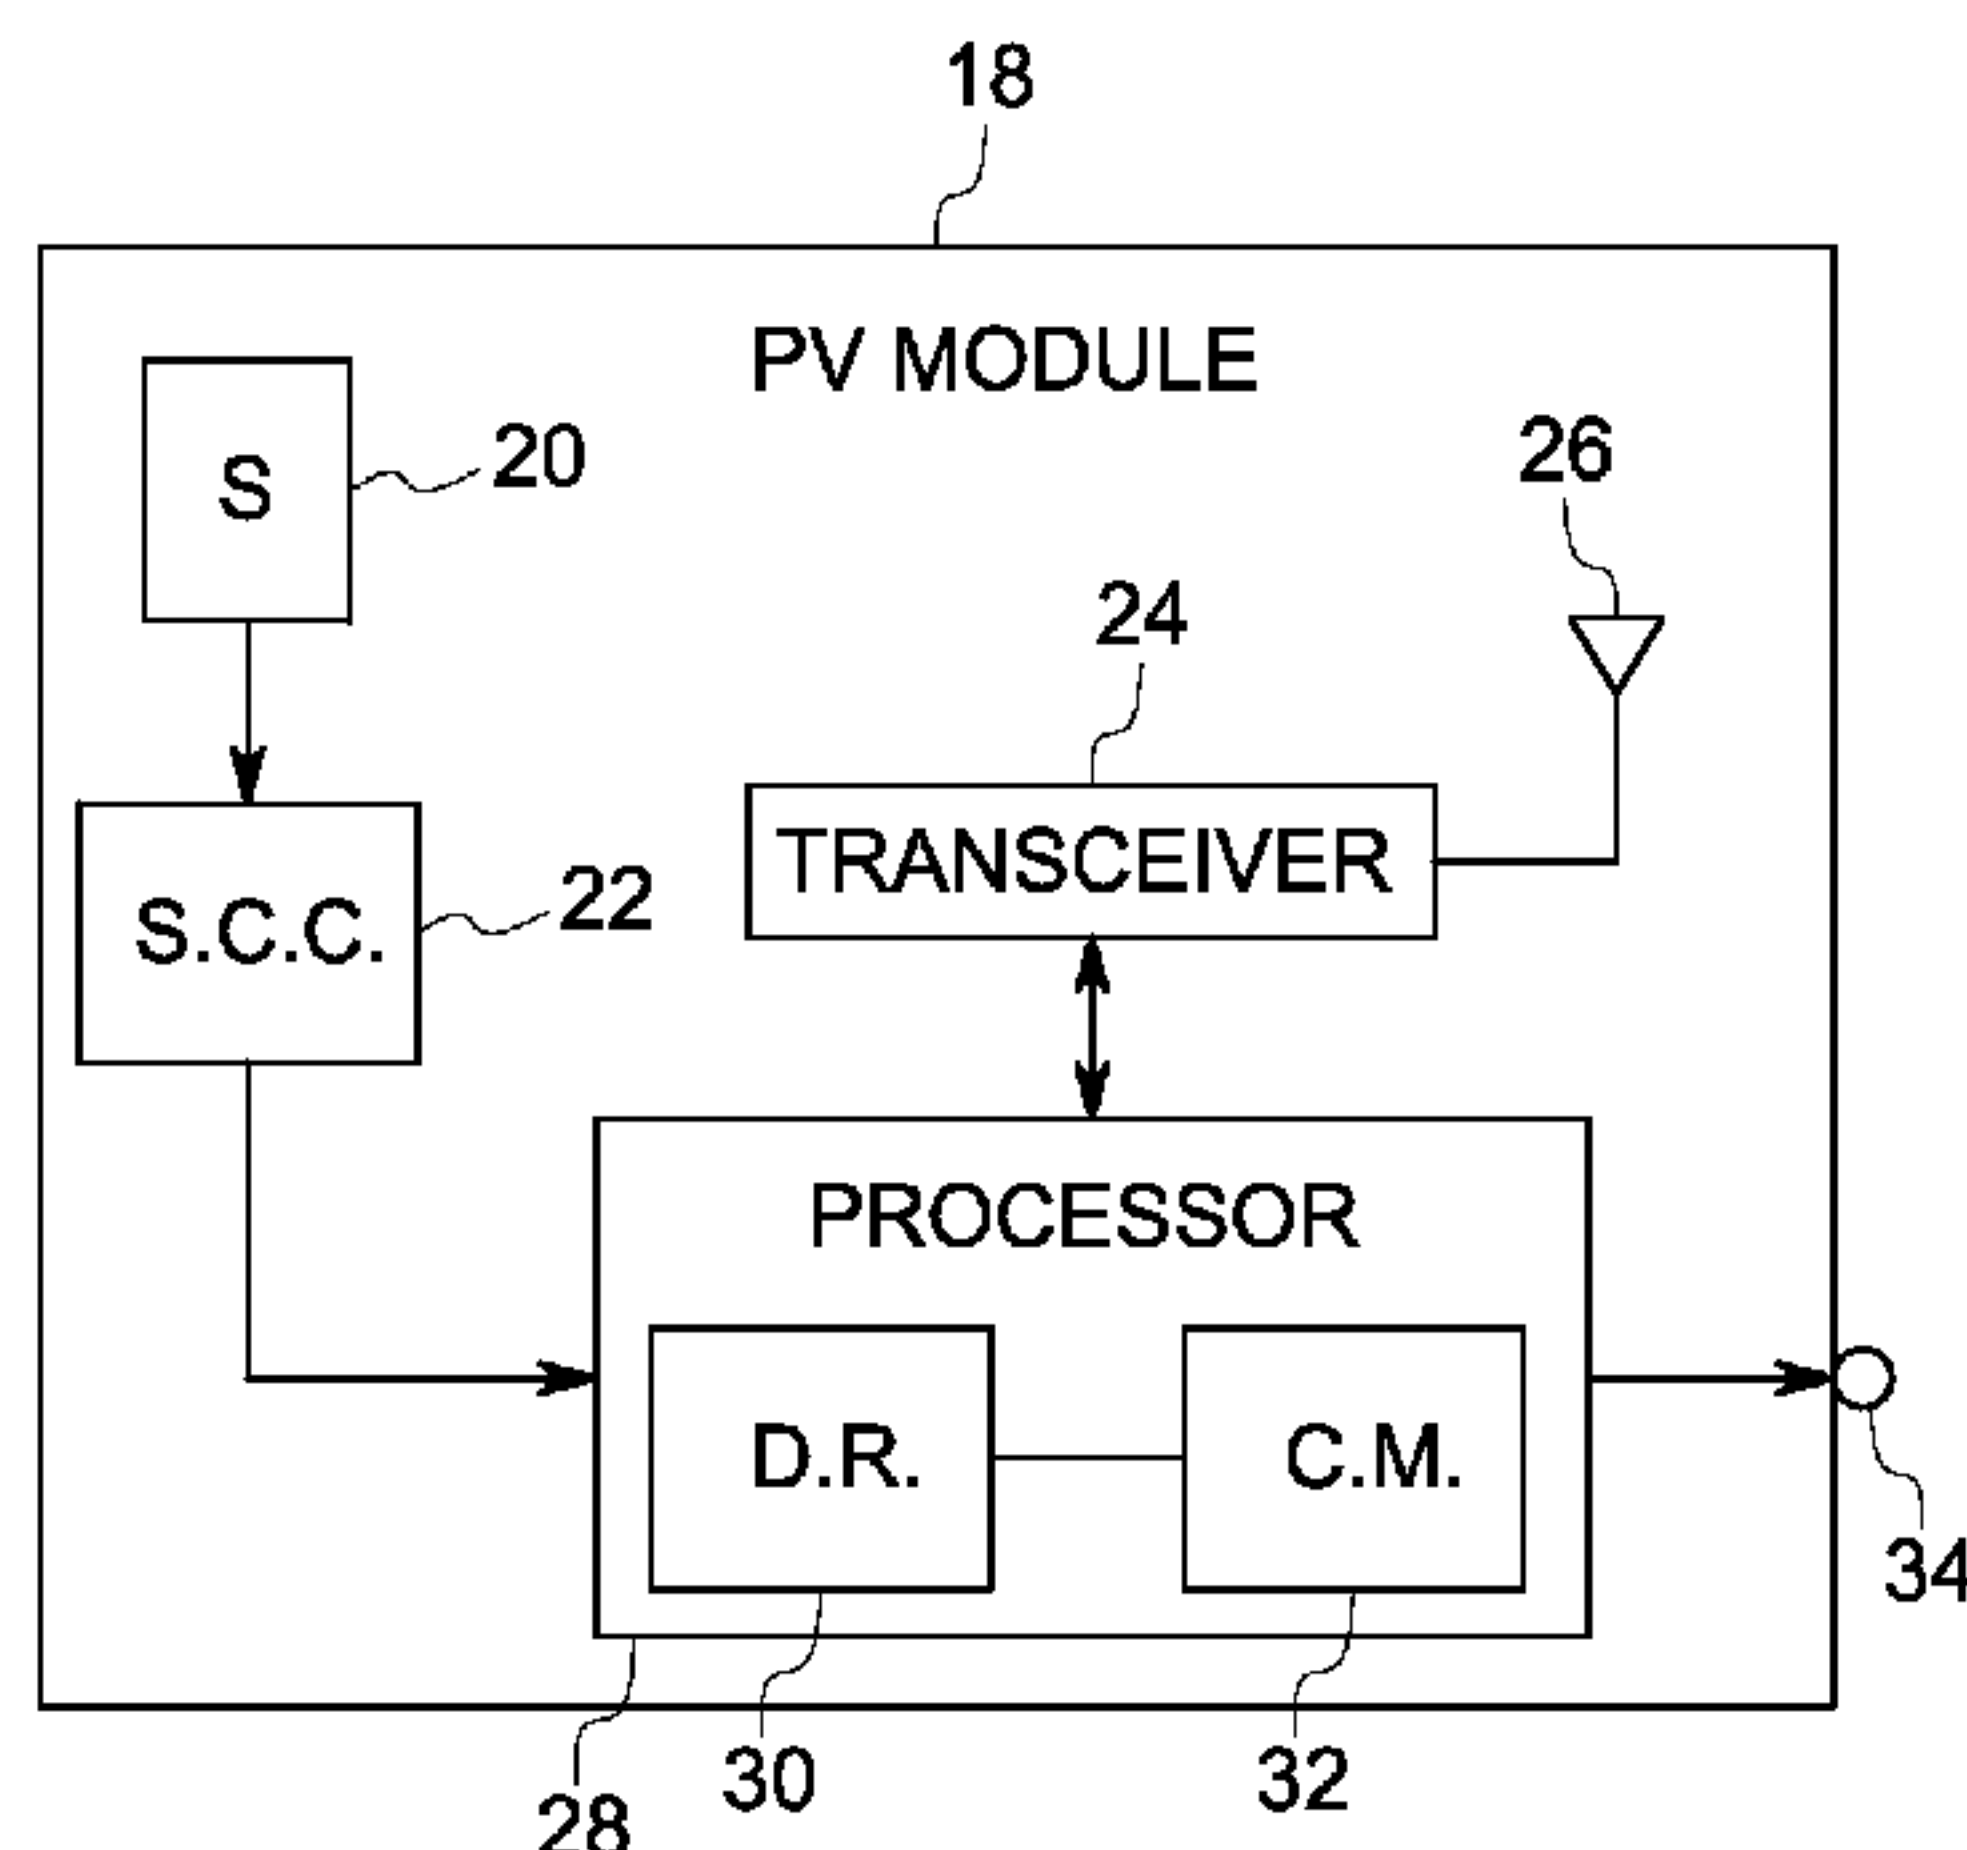 18
PV MODULE
S
20
26
24
TRANSCEIVER
S.C.C.
22
PROCESSOR
D.R.
C.M.
34
30
32
28